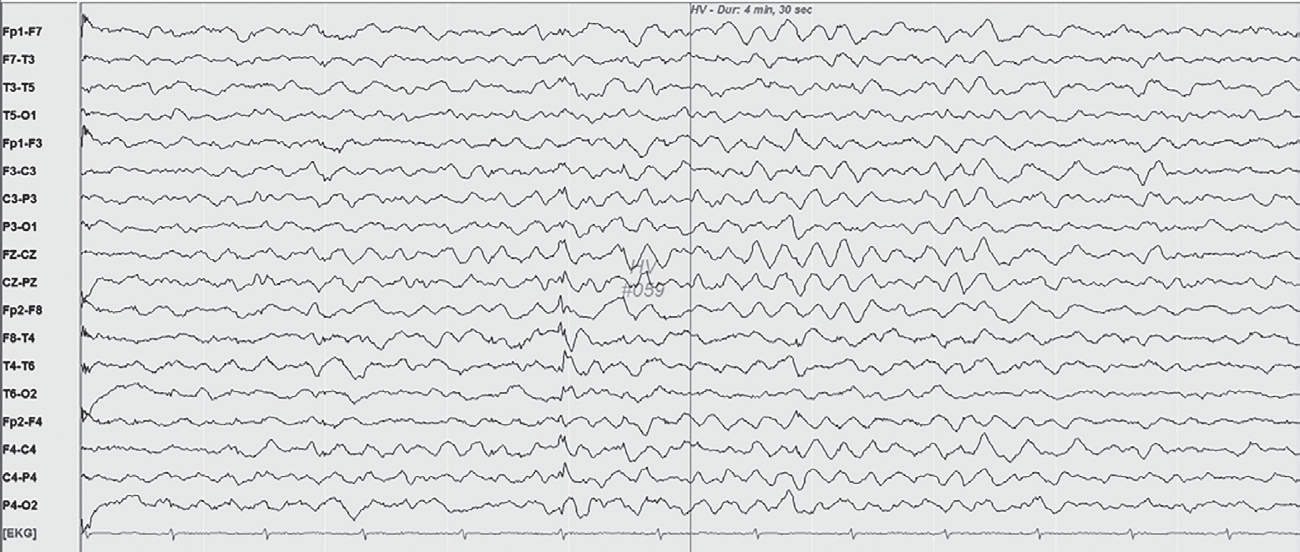 HV - Dur: 4 min, 30 sec
Fp1-F7
F7-T3
T3-T5
T5-O1
Fp1-F3
F3-C3
C3-P3
P3-O1
FZ-CZ
HV
CZ-PZ
#059
Fp2-F8
F8-T4
T4-T6
T6-O2
Fp2-F4
F4-C4
C4-P4
P4-O2
[EKG]